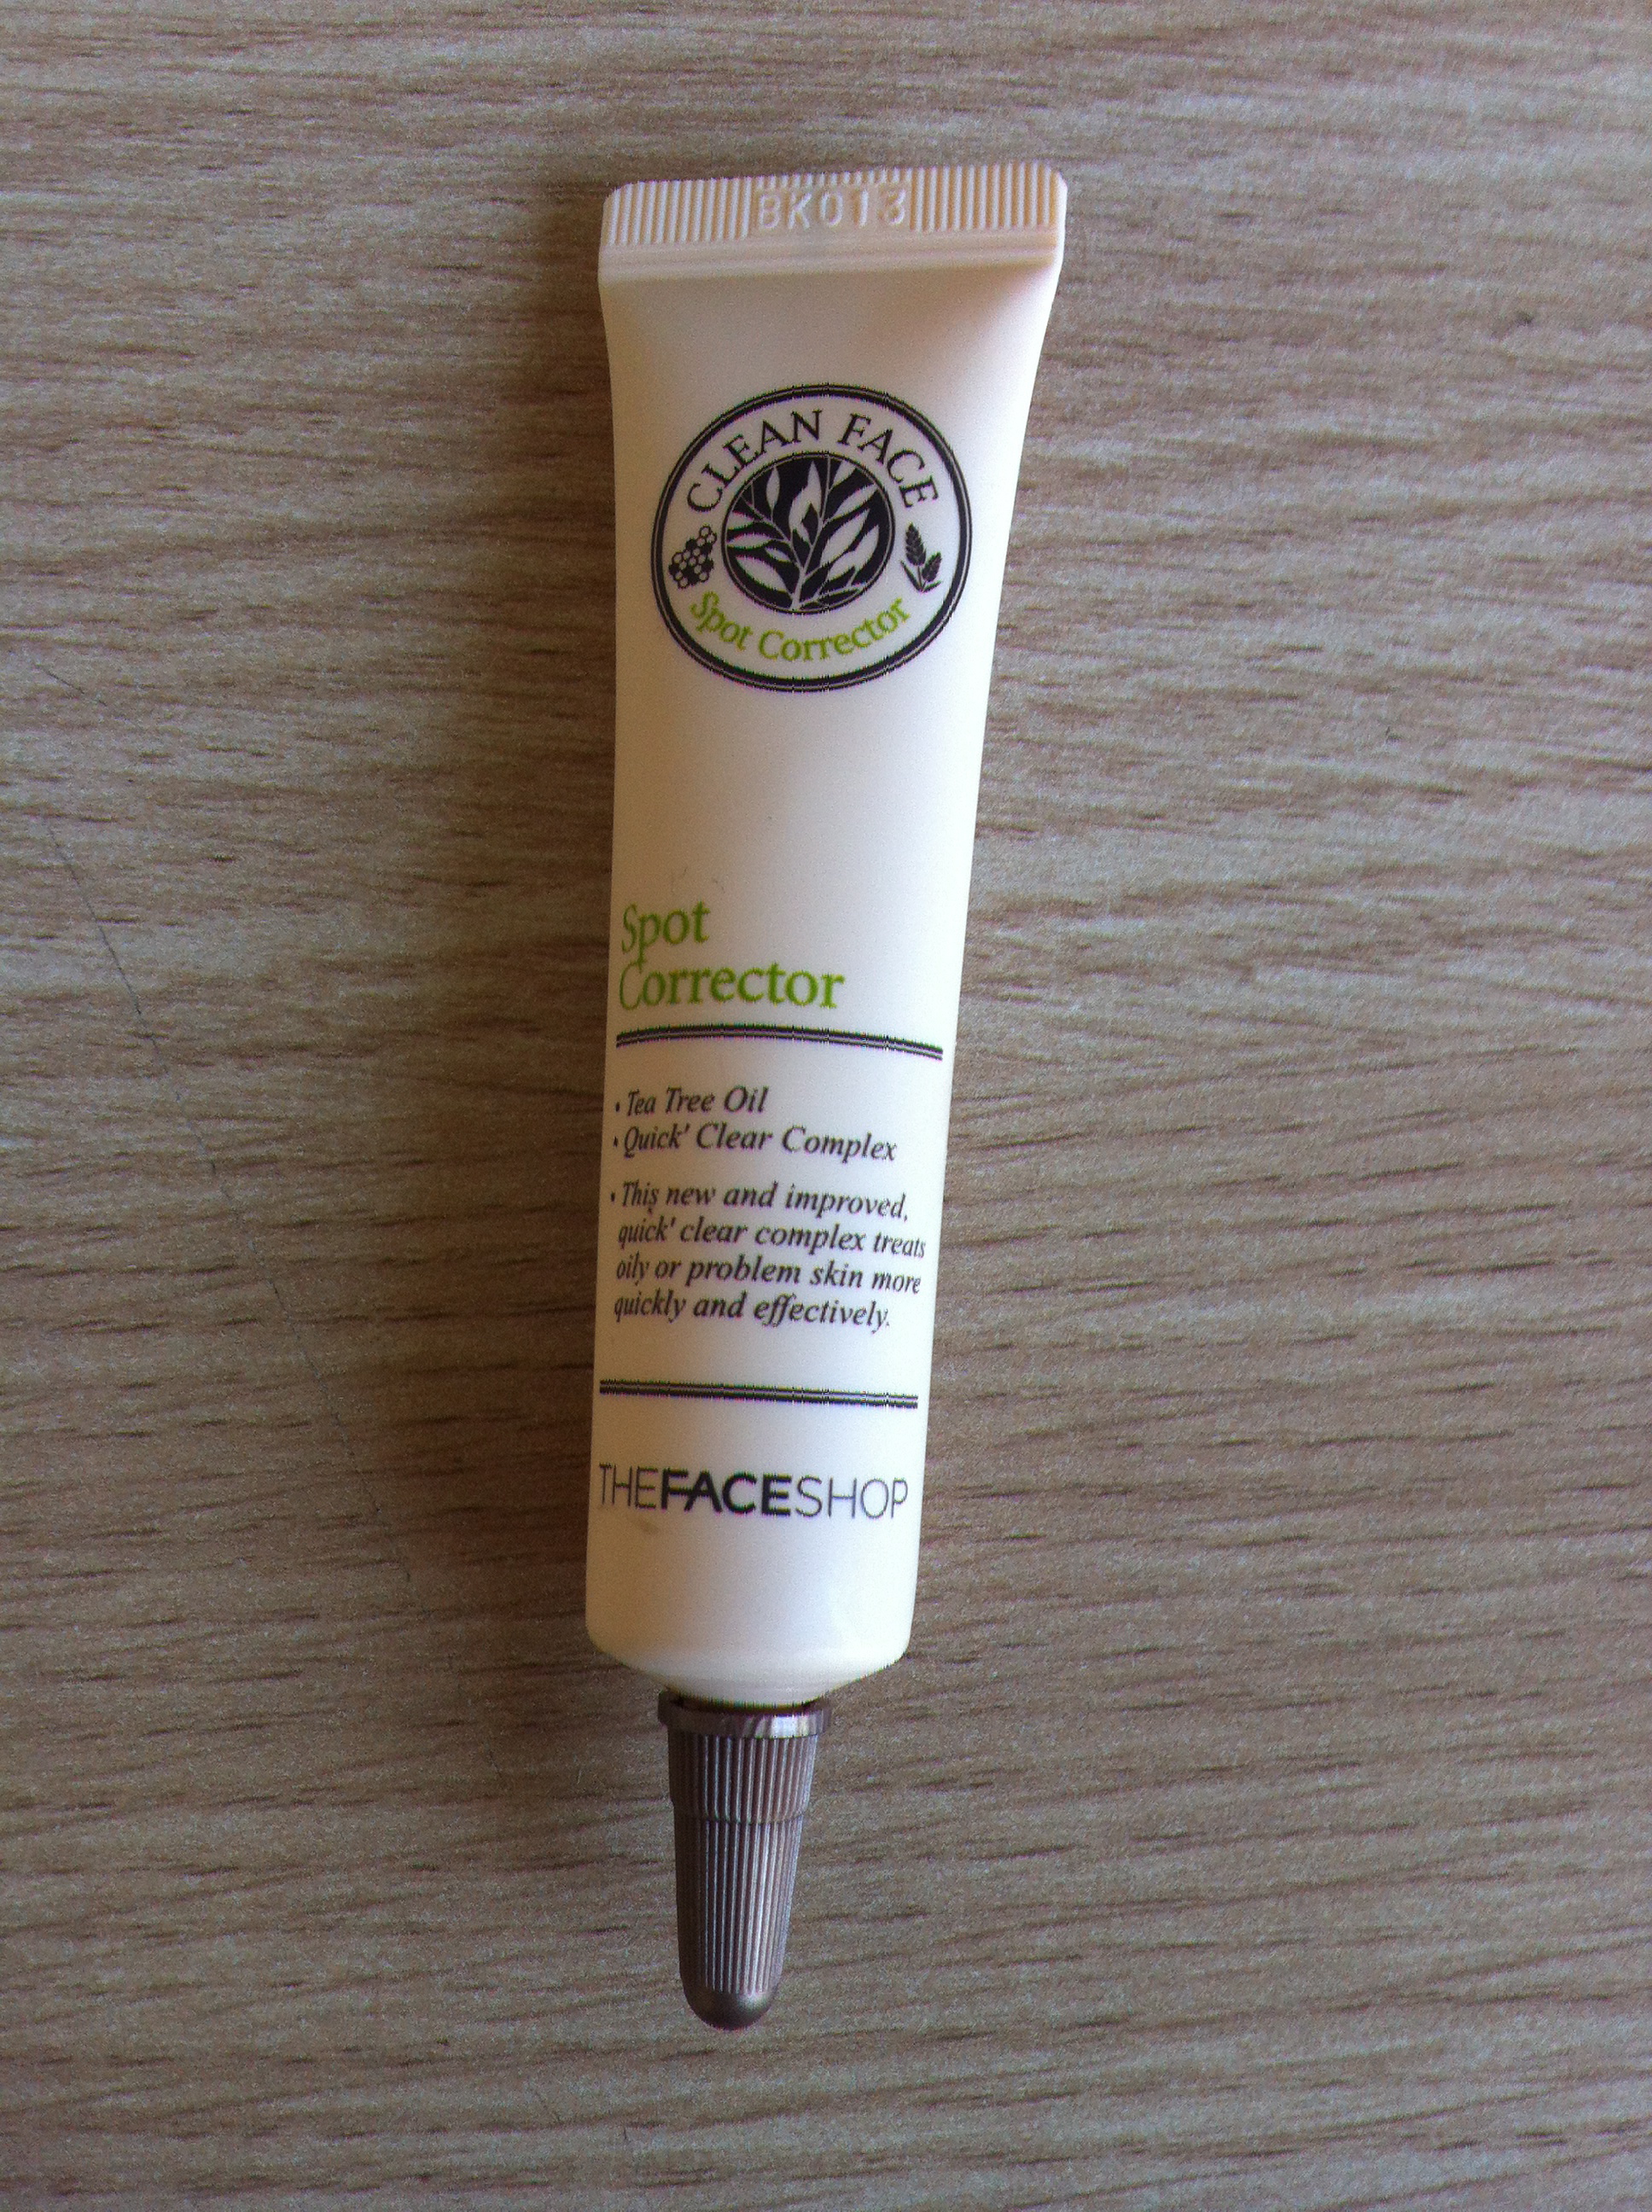 BK013
CLEAN FACE
Spot Corrector
Spot
Corrector
• Tea Tree Oil
• Quick' Clear Complex
• This new and improved,
quick' clear complex treats
oily or problem skin more
quickly and effectively.
THEFACESHOP